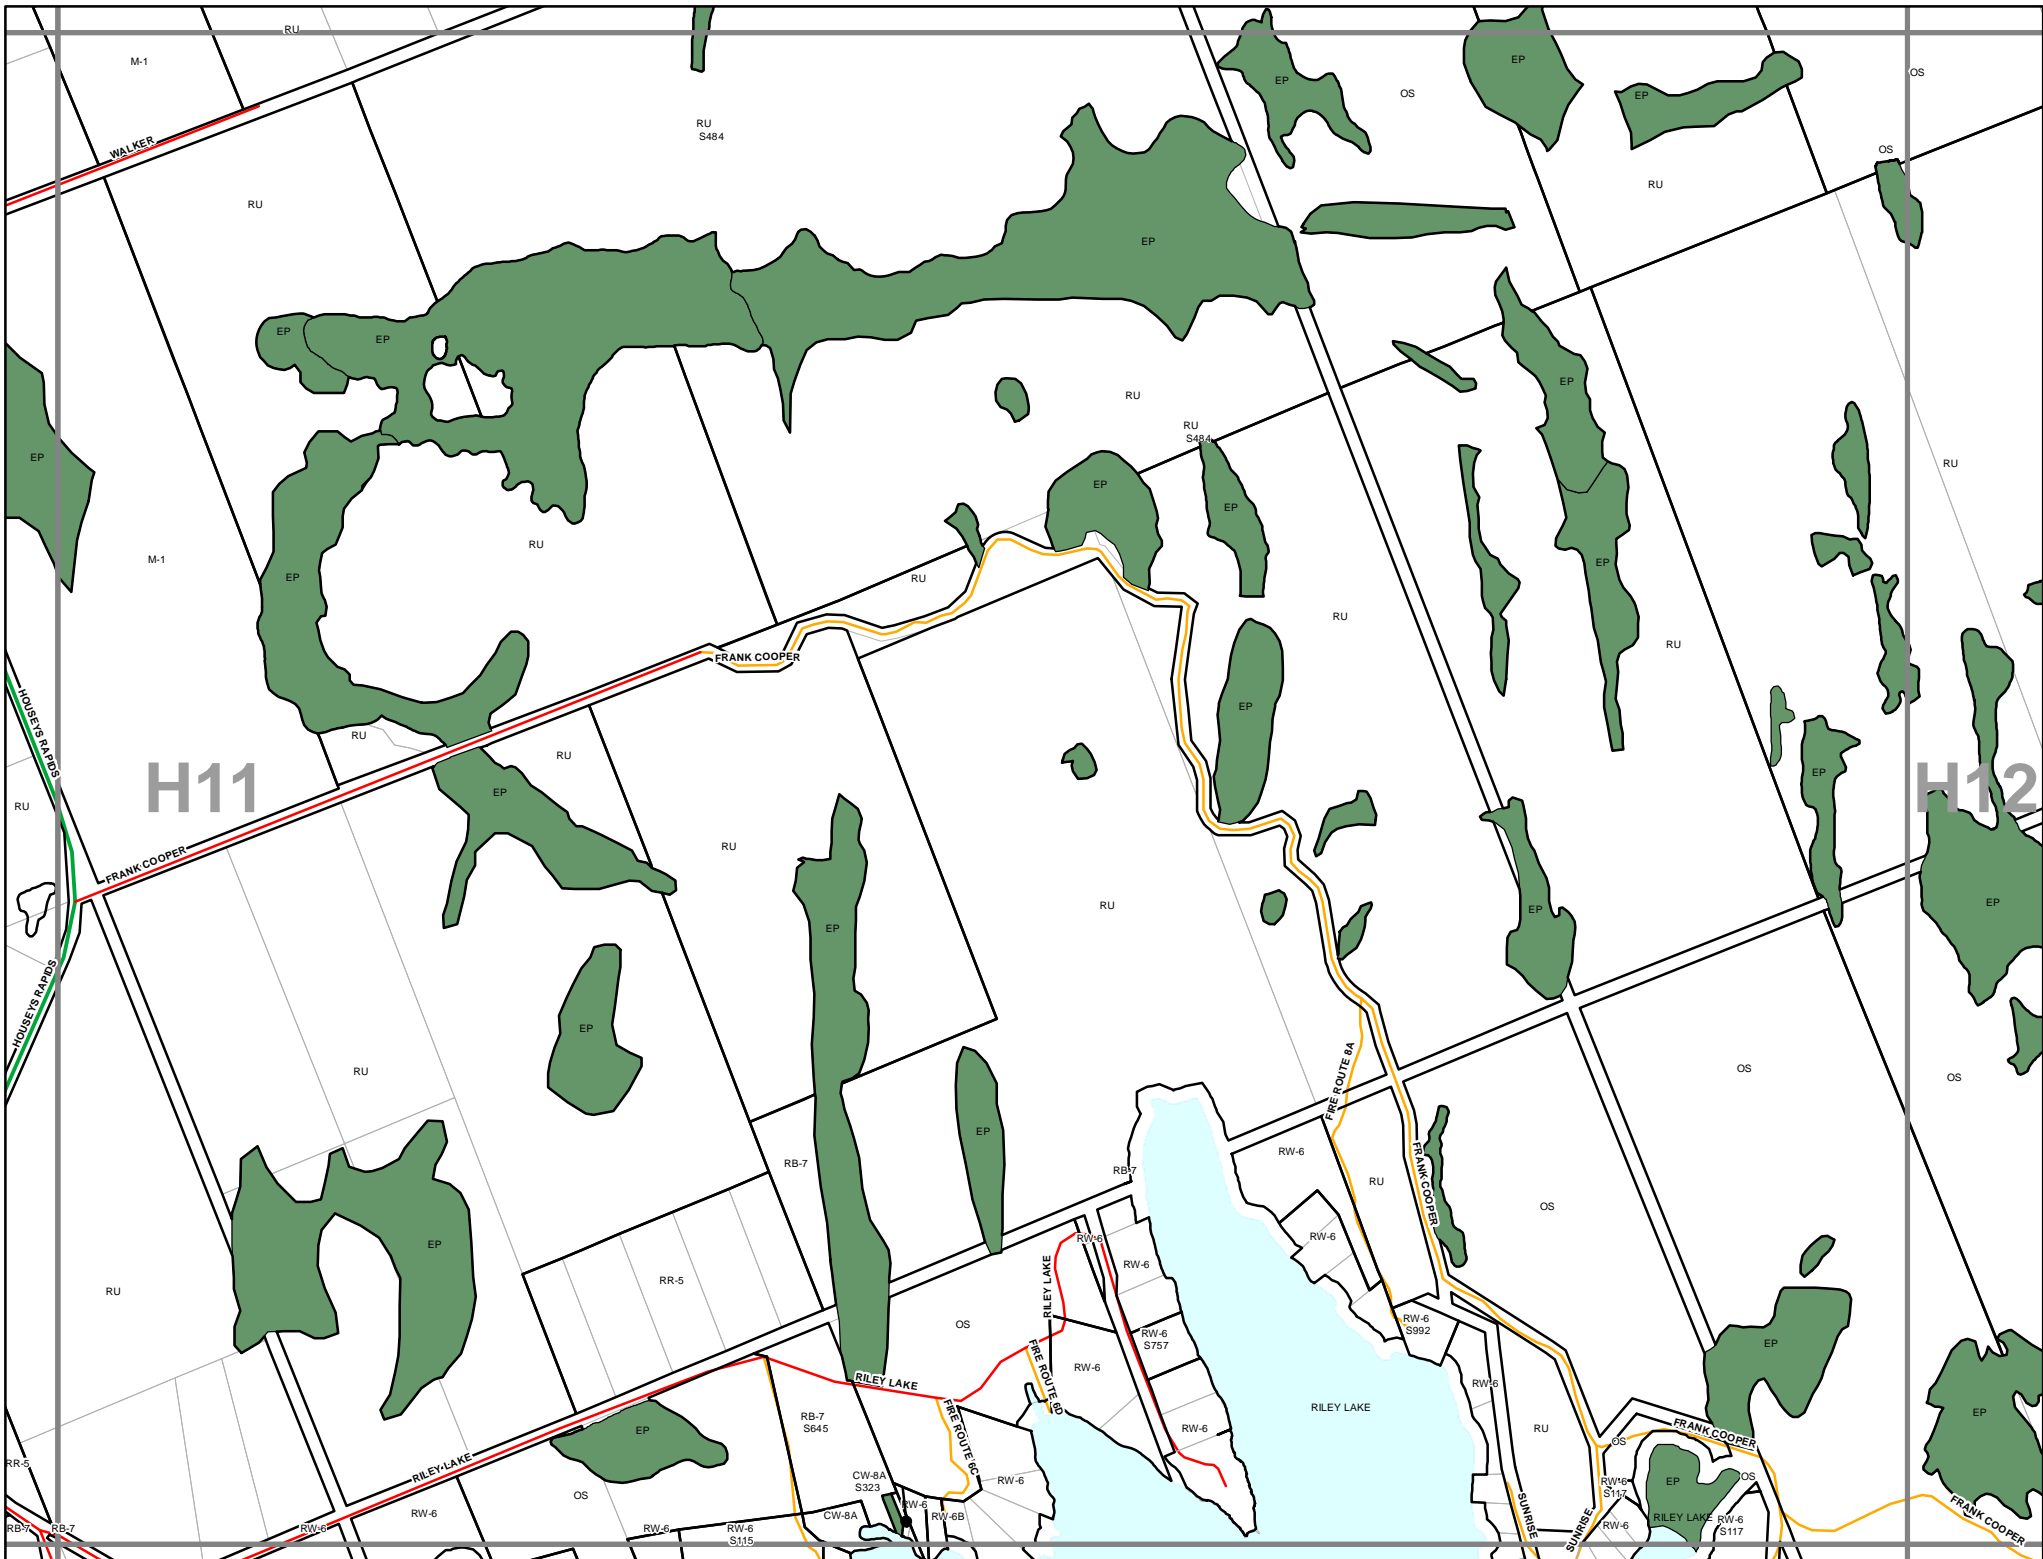 RU
M-1
EP
EP
OS
EP
OS
EP
RU
S484
WALKER
OS
RU
RU
EP
EP
EP
EP
RU
RU
S484
EP
EP
RU
EP
EP
RU
M-1
EP
RU
EP
RU
RU
RU
FRANK COOPER
EP
HOUSEYS RAPIDS
RU
RU
H11
EP
EP
H12
RU
FRANK COOPER
RU
RU
EP
EP
EP
HOUSEYS RAPIDS
EP
RU
FIRE ROUTE 8A
OS
OS
EP
RB-7
RB-7
RW-6
RU
FRANK COOPER
OS
EP
RW-6
RW-6
RW-6
RR-5
RU
RILEY LAKE
OS
RW-6
S992
RW-6
S757
EP
RW-6
FIRE ROUTE 6D
RILEY LAKE
RW-6
RILEY LAKE
EP
RB-7
S645
FIRE ROUTE 6C
RW-6
RU
OS
FRANK COOPER
EP
RR-5
RILEY LAKE
OS
CW-8A
S323
RW-6
RW-6
S117
EP
OS
RW-6
RW-6
RW-6B
CW-8A
RB-7
RB-7
RW-6
RW-6
RW-6
S115
SUNRISE
SUNRISE
RW-6
RILEY LAKE
RW-6
S117
FRANK COOPER